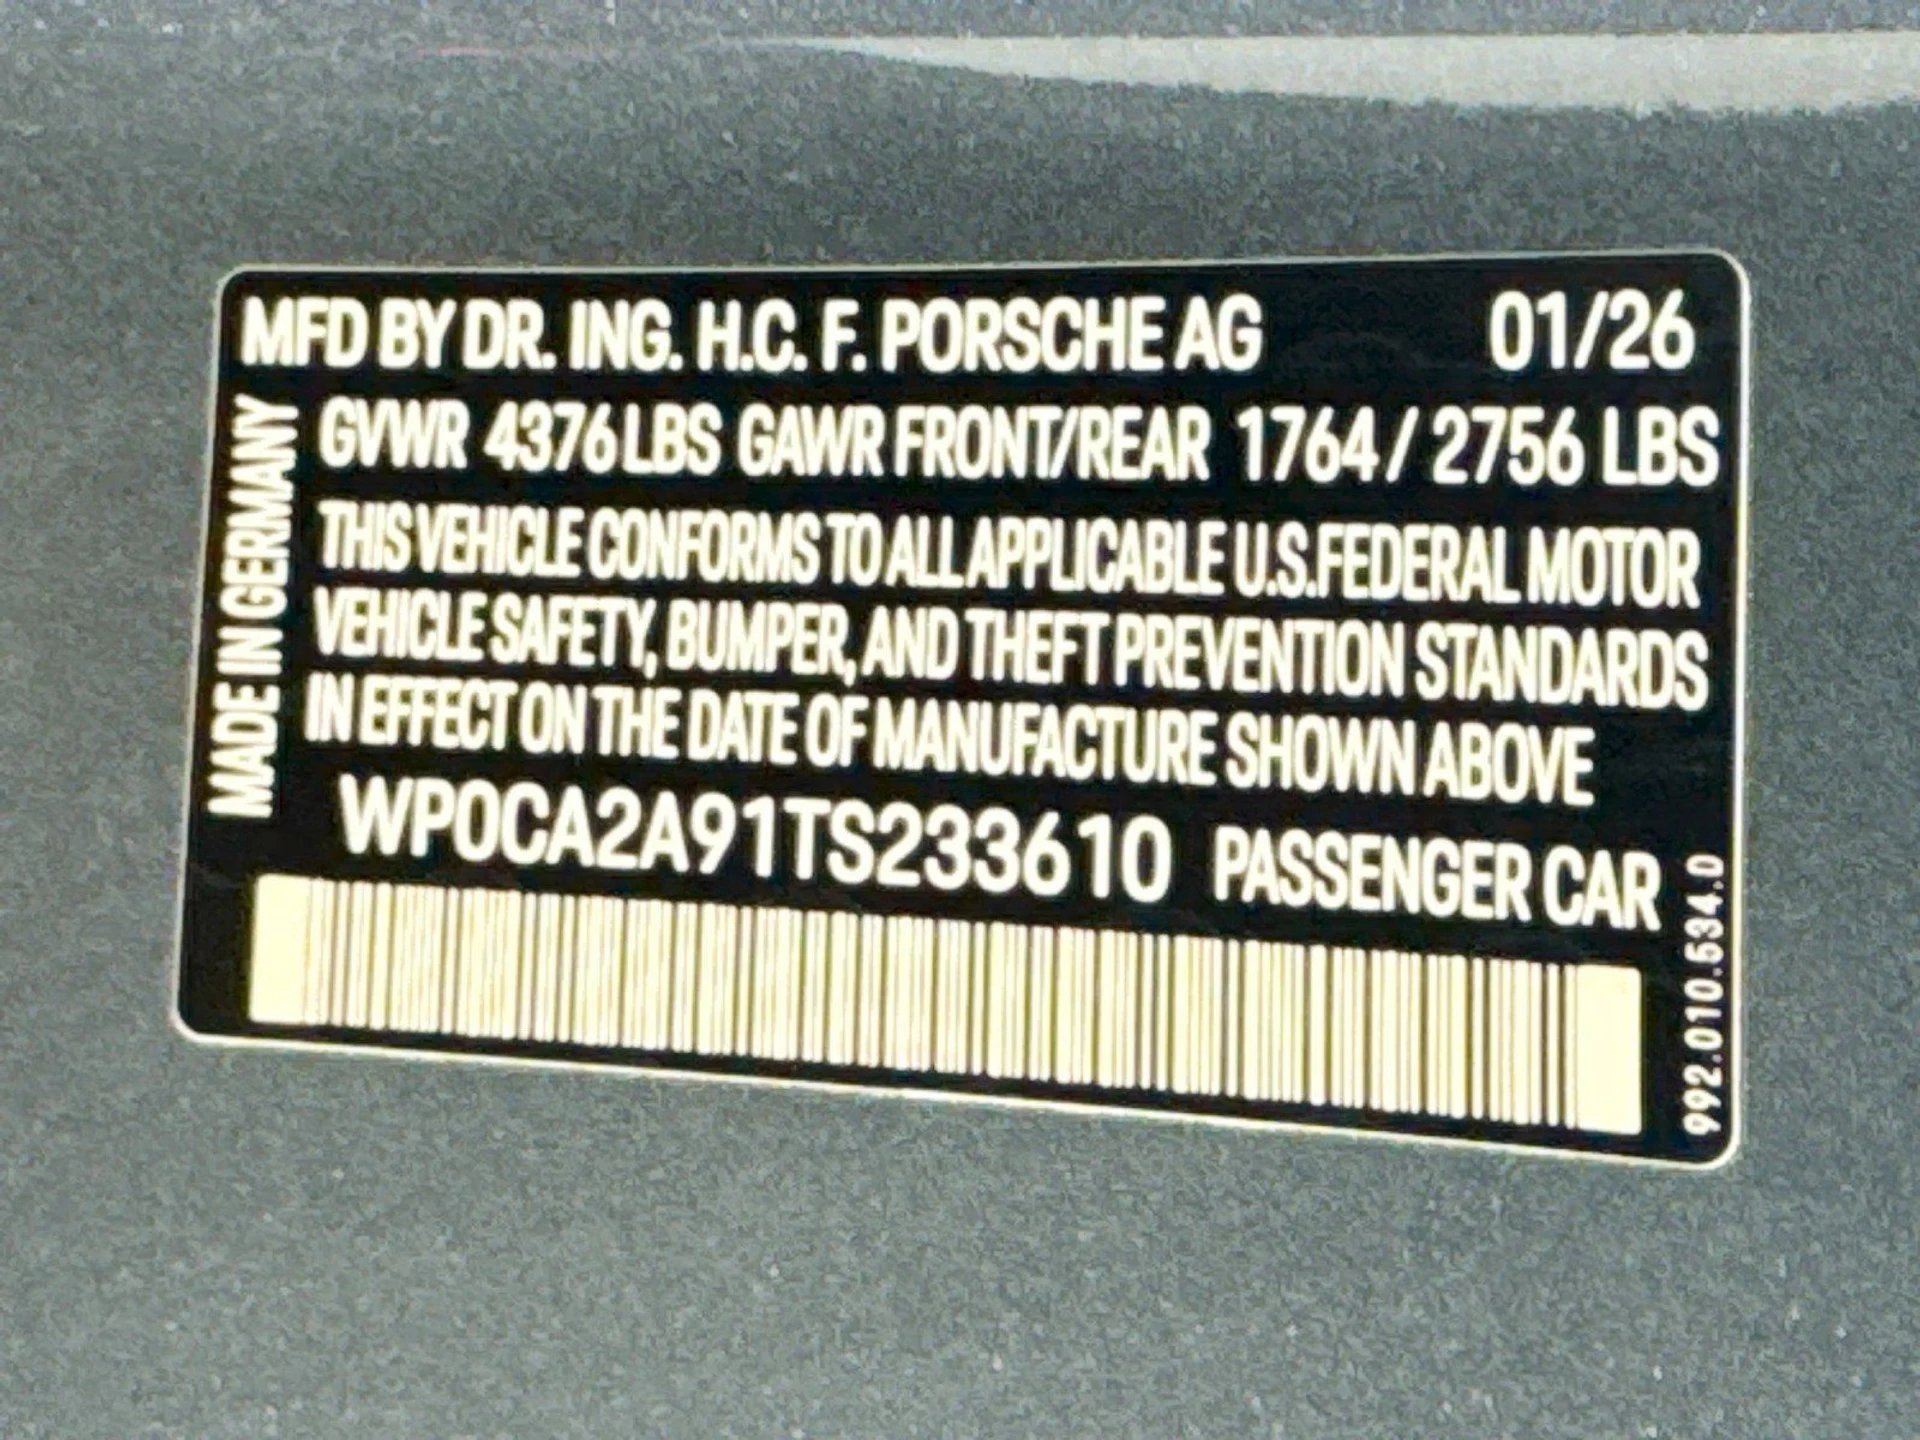 MFD BY DR. ING. H.C. F. PORSCHE AG 01/26
GVWR 4376 LBS GAWR FRONT/REAR 1764 / 2756 LBS
THIS VEHICLE CONFORMS TO ALL APPLICABLE U.S.FEDERAL MOTOR
VEHICLE SAFETY, BUMPER, AND THEFT PREVENTION STANDARDS
IN EFFECT ON THE DATE OF MANUFACTURE SHOWN ABOVE
WP0CA2A91TS233610 PASSENGER CAR
MADE IN GERMANY
992.010.534.0